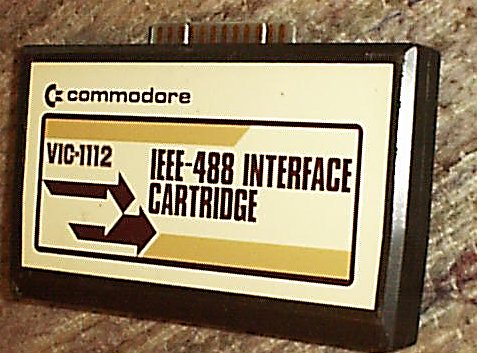 commodore
VIC-1112
IEEE-488 INTERFACE
CARTRIDGE